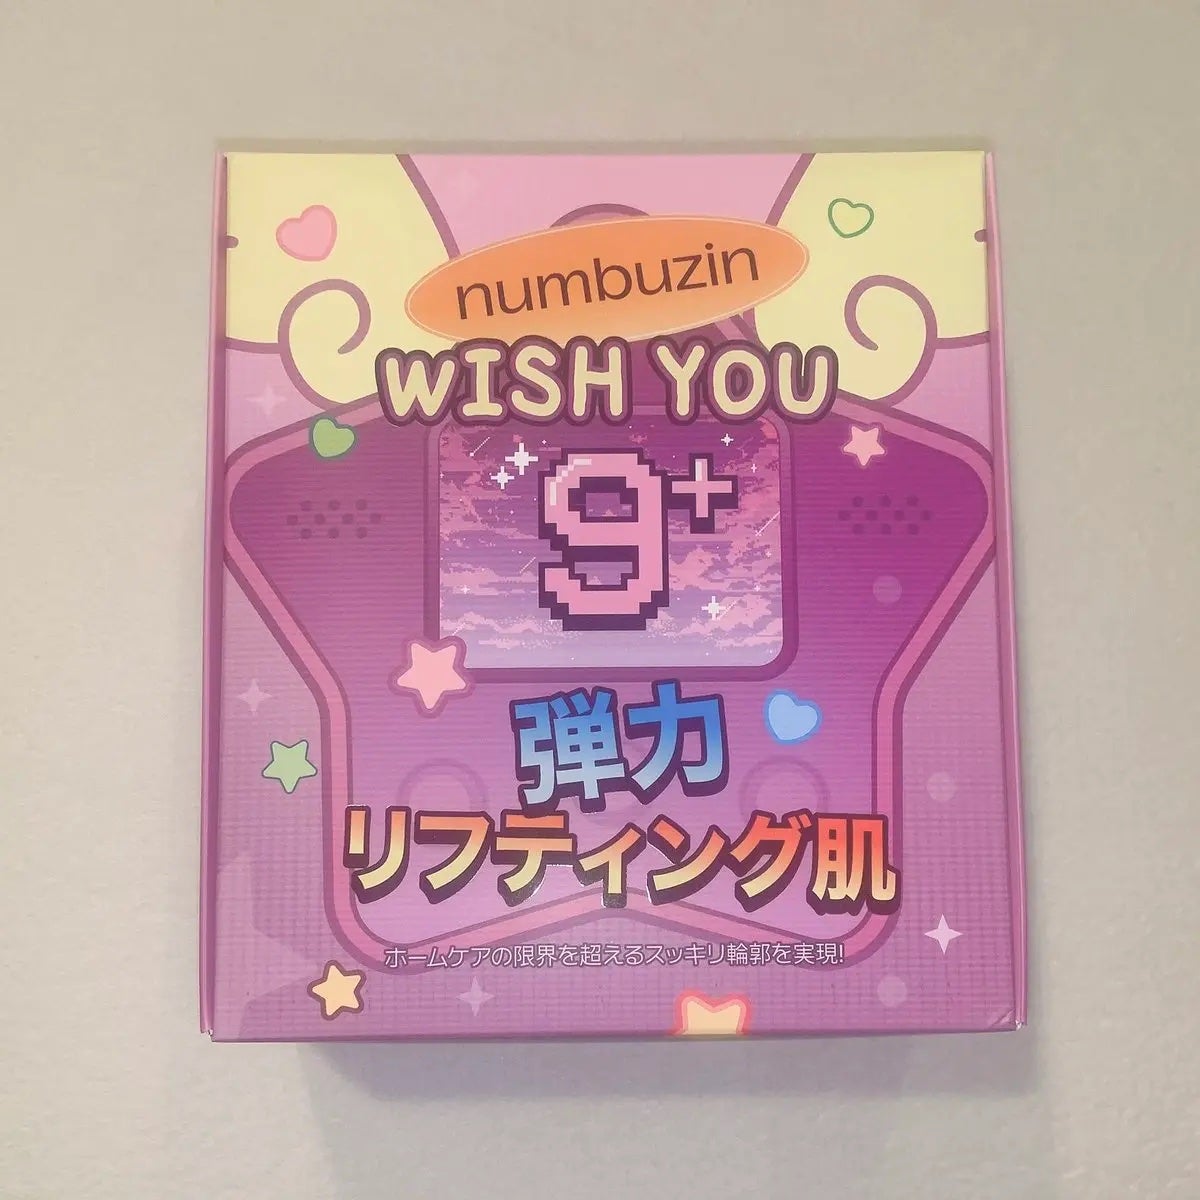 numbuzin
WISH YOU
9+
弾力
リフティング肌
ホームケアの限界を超えるスッキリ輪郭を実現!